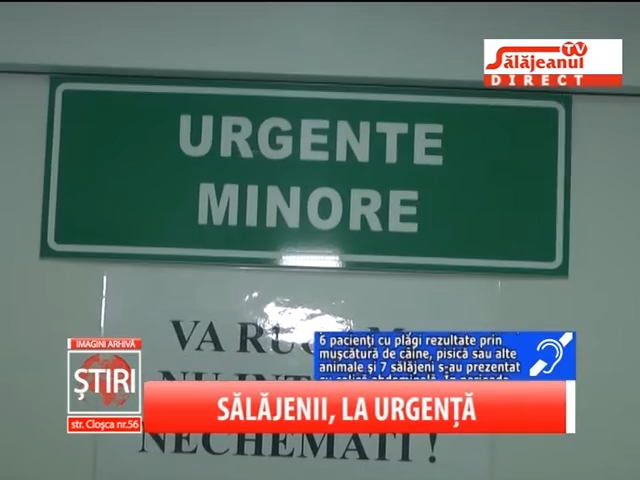 Sălăjeanul TV
DIRECT
URGENTE
MINORE
VA
NECHEMATI !
6 pacienţi cu plăgi rezultate prin
muşcătură de câine, pisică sau alte
animale şi 7 sălăjeni s-au prezentat
IMAGINI ARHIVĂ
ŞTIRI
str. Cloşca nr.56
SĂLĂJENII, LA URGENŢĂ